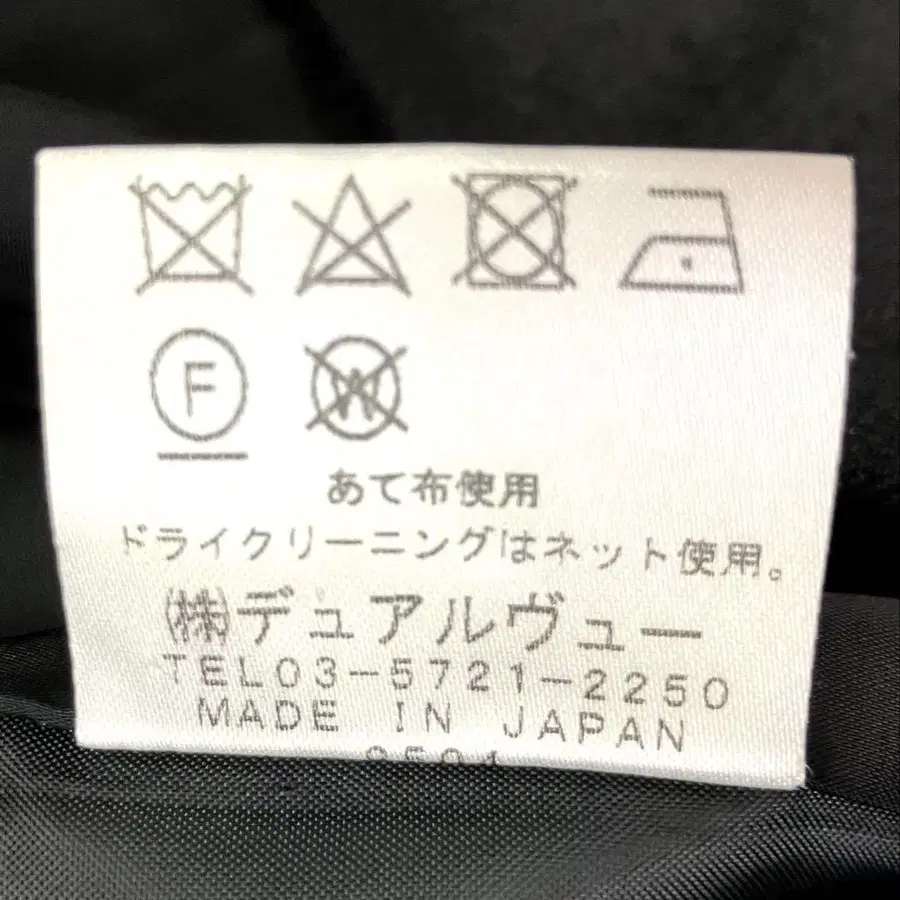 F W
あて布使用
ドライクリーニングはネット使用。
㈱デュアルヴュー
TEL03-5721-2250
MADE IN JAPAN